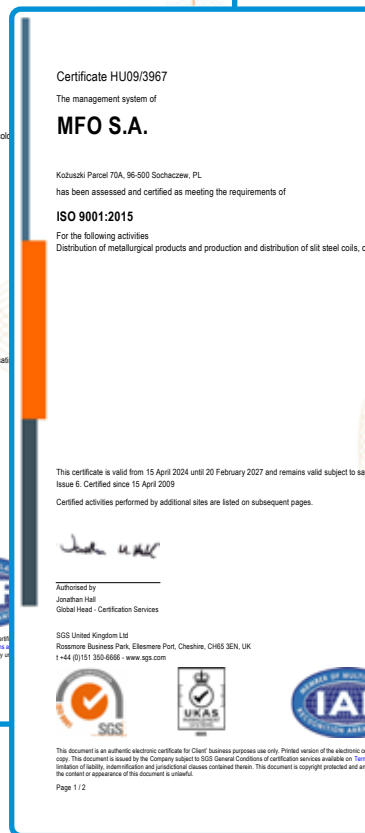 Certificate HU09/3967
The management system of
MFO S.A.
Kożuszki Parcel 70A, 96-500 Sochaczew, PL
has been assessed and certified as meeting the requirements of
ISO 9001:2015
For the following activities
Distribution of metallurgical products and production and distribution of slit steel coils,
This certificate is valid from 15 April 2024 until 20 February 2027 and remains valid subject to
Issue 6. Certified since 15 April 2009
Certified activities performed by additional sites are listed on subsequent pages.
Authorised by
Jonathan Hall
Global Head - Certification Services
SGS United Kingdom Ltd
Rossmore Business Park, Ellesmere Port, Cheshire, CH65 3EN, UK
t +44 (0)151 350-6666 - www.sgs.com
ISO 9001
SGS
UKAS
MANAGEMENT
SYSTEMS
MEMBER OF
IA
RECOGNITION
This document is an authentic electronic certificate for Client' business purposes use only. Printed version of the electronic
copy. This document is issued by the Company subject to SGS General Conditions of certification services available on
limitation of liability, indemnification and jurisdictional clauses contained therein. This document is copyright protected and
the content or appearance of this document is unlawful.
Page 1 / 2